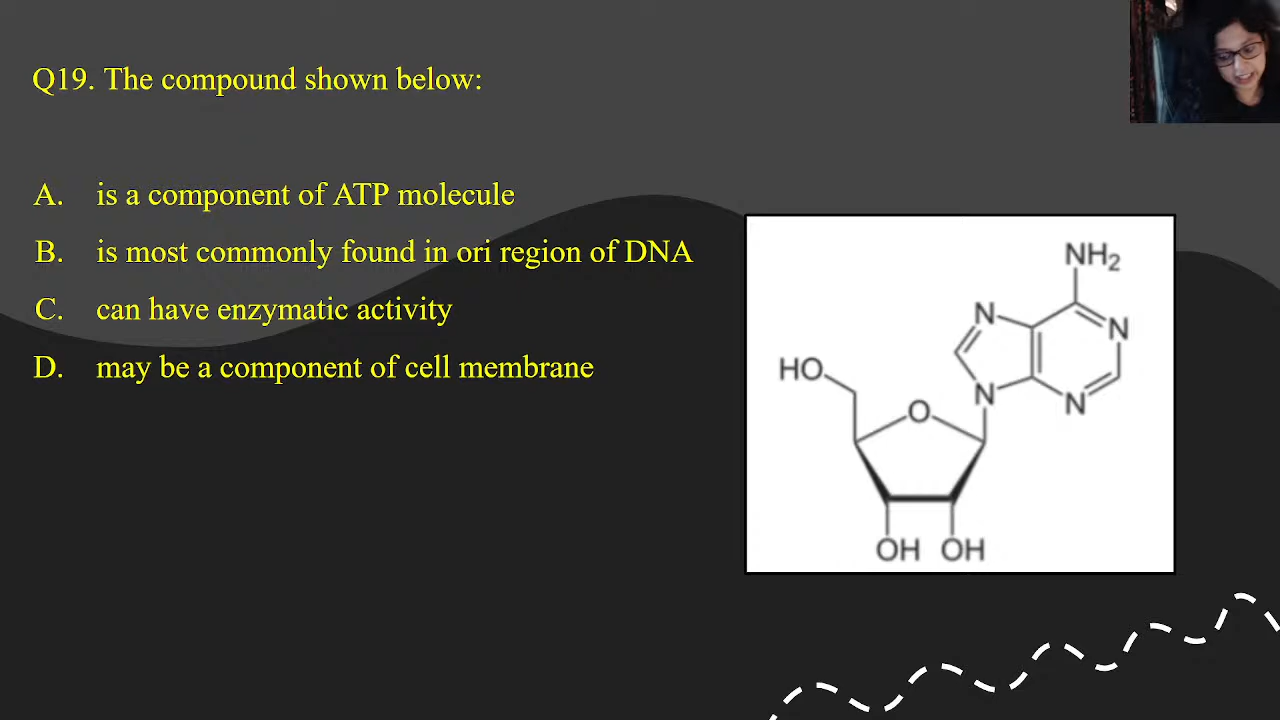 Q19. The compound shown below:
A. is a component of ATP molecule
B. is most commonly found in ori region of DNA
C. can have enzymatic activity
D. may be a component of cell membrane
NH2
N
N
HO
N
N
O
OH OH